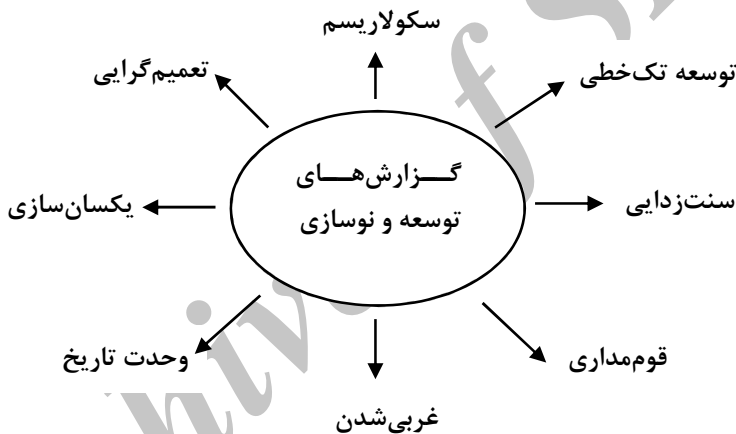 سکولاریسم
توسعه تک‌خطی
تعمیم‌گرایی
گزارش‌های
توسعه و نوسازی
سنت‌زدایی
یکسان‌سازی
قوم‌مداری
وحدت تاریخ
غربی‌شدن